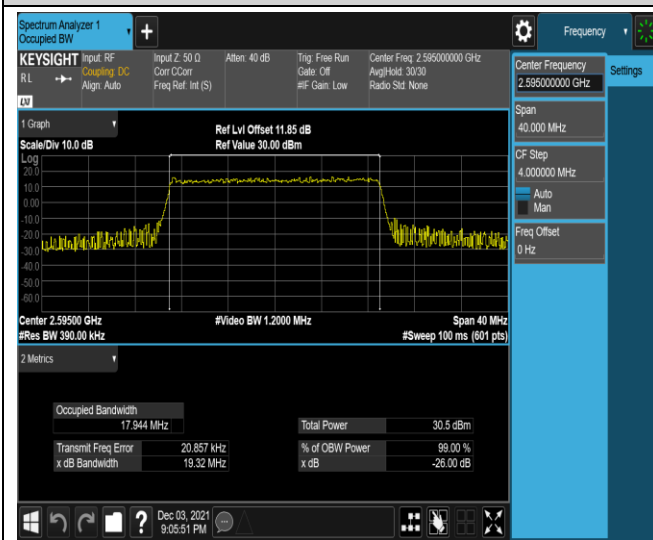 Spectrum Analyzer 1
Occupied BW
+
Frequency
KEYSIGHT
RL
LXI
Input: RF
Coupling: DC
Align: Auto
Input Z: 50 Ω
Corr CCorr
Freq Ref: Int (S)
Atten: 40 dB
Trig: Free Run
Gate: Off
#IF Gain: Low
Center Freq: 2.595000000 GHz
Avg|Hold: 30/30
Radio Std: None
Center Frequency
2.595000000 GHz
Settings
Span
40.000 MHz
CF Step
4.000000 MHz
Auto
Man
Freq Offset
0 Hz
1 Graph
Scale/Div 10.0 dB
Ref Lvl Offset 11.85 dB
Ref Value 30.00 dBm
Log
20.0
10.0
0.00
-10.0
-20.0
-30.0
-40.0
-50.0
-60.0
Center 2.59500 GHz
#Video BW 1.2000 MHz
Span 40 MHz
#Res BW 390.00 kHz
#Sweep 100 ms (601 pts)
2 Metrics
Occupied Bandwidth
17.944 MHz
Total Power 30.5 dBm
Transmit Freq Error 20.857 kHz
% of OBW Power 99.00 %
x dB Bandwidth 19.32 MHz
x dB -26.00 dB
?
Dec 03, 2021
9:05:51 PM